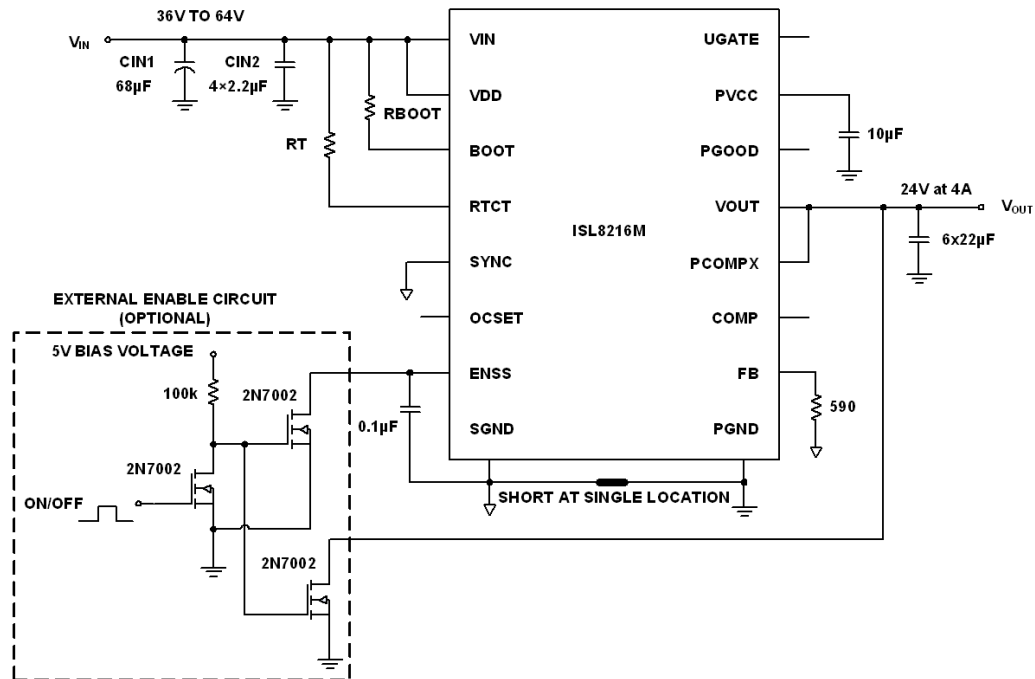 36V TO 64V
VIN
CIN1
68µF
CIN2
4×2.2µF
RBOOT
RT
VIN
VDD
BOOT
RTCT
SYNC
OCSET
ENSS
SGND
ISL8216M
UGATE
PVCC
PGOOD
VOUT
PCOMPX
COMP
FB
PGND
10µF
24V at 4A
VOUT
6x22µF
590
SHORT AT SINGLE LOCATION
0.1µF
EXTERNAL ENABLE CIRCUIT
(OPTIONAL)
5V BIAS VOLTAGE
100k
2N7002
2N7002
ON/OFF
2N7002